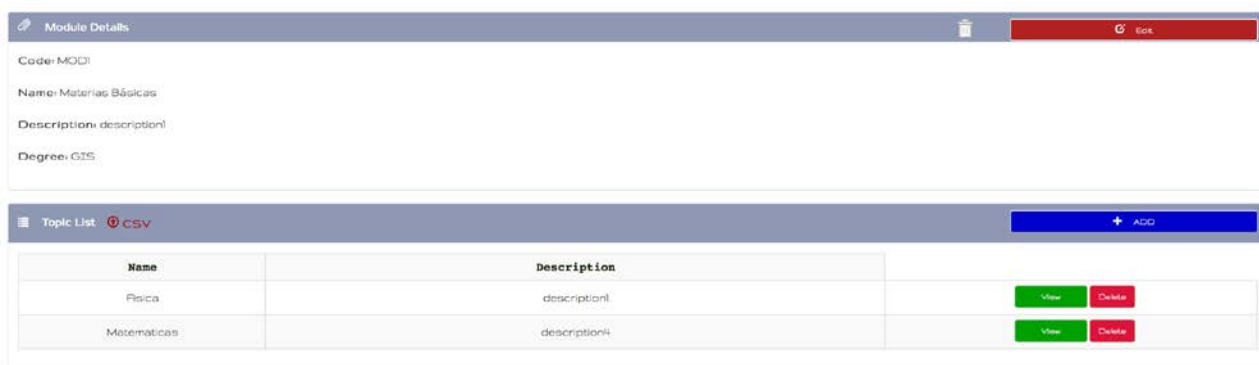 Module Details Edit
Code: MOD1
Name: Materias Básicas
Description: description1
Degree: GIS
Topic List CSV + ADD
Name Description
Fisica description1 View Delete
Matematicas description4 View Delete